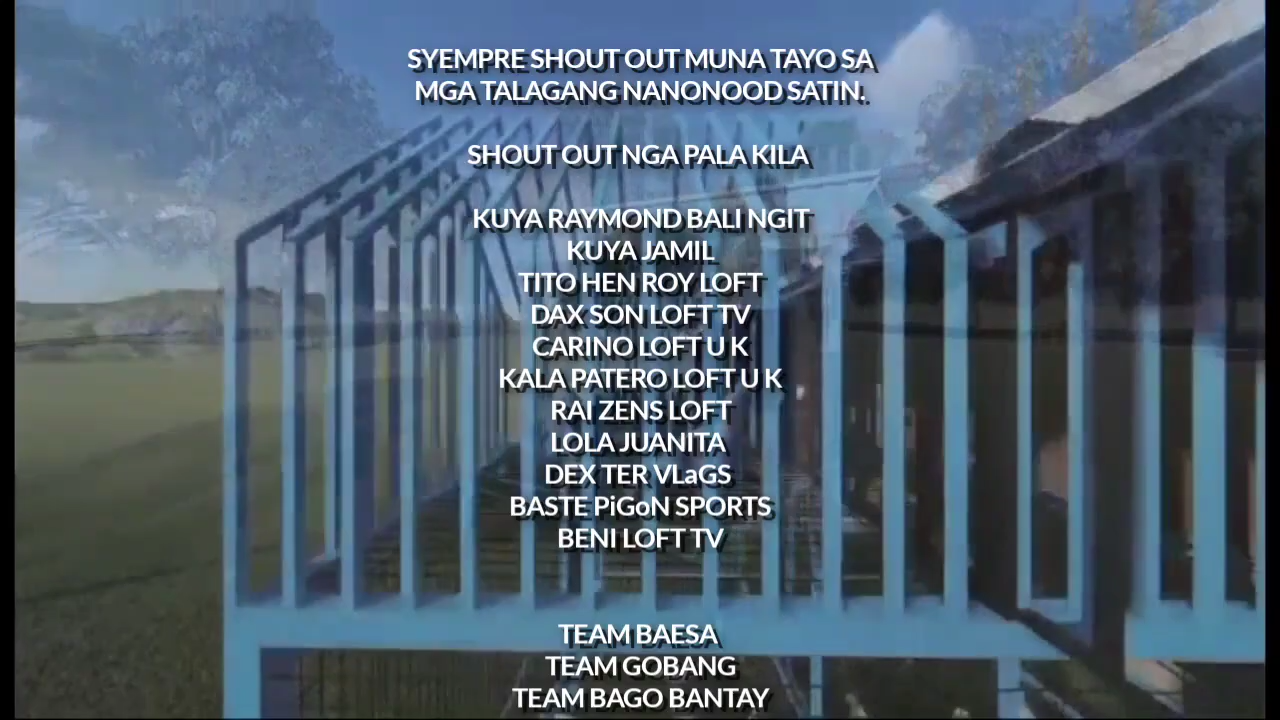 SYEMPRE SHOUT OUT MUNA TAYO SA
MGA TALAGANG NANONOOD SATIN.
SHOUT OUT NGA PALA KILA
KUYA RAYMOND BALI NGIT
KUYA JAMIL
TITO HEN ROY LOFT
DAX SON LOFT TV
CARINO LOFT U K
KALA PATERO LOFT U K
RAI ZENS LOFT
LOLA JUANITA
DEX TER VLaGS
BASTE PiGoN SPORTS
BENI LOFT TV
TEAM BAESA
TEAM GOBANG
TEAM BAGO BANTAY